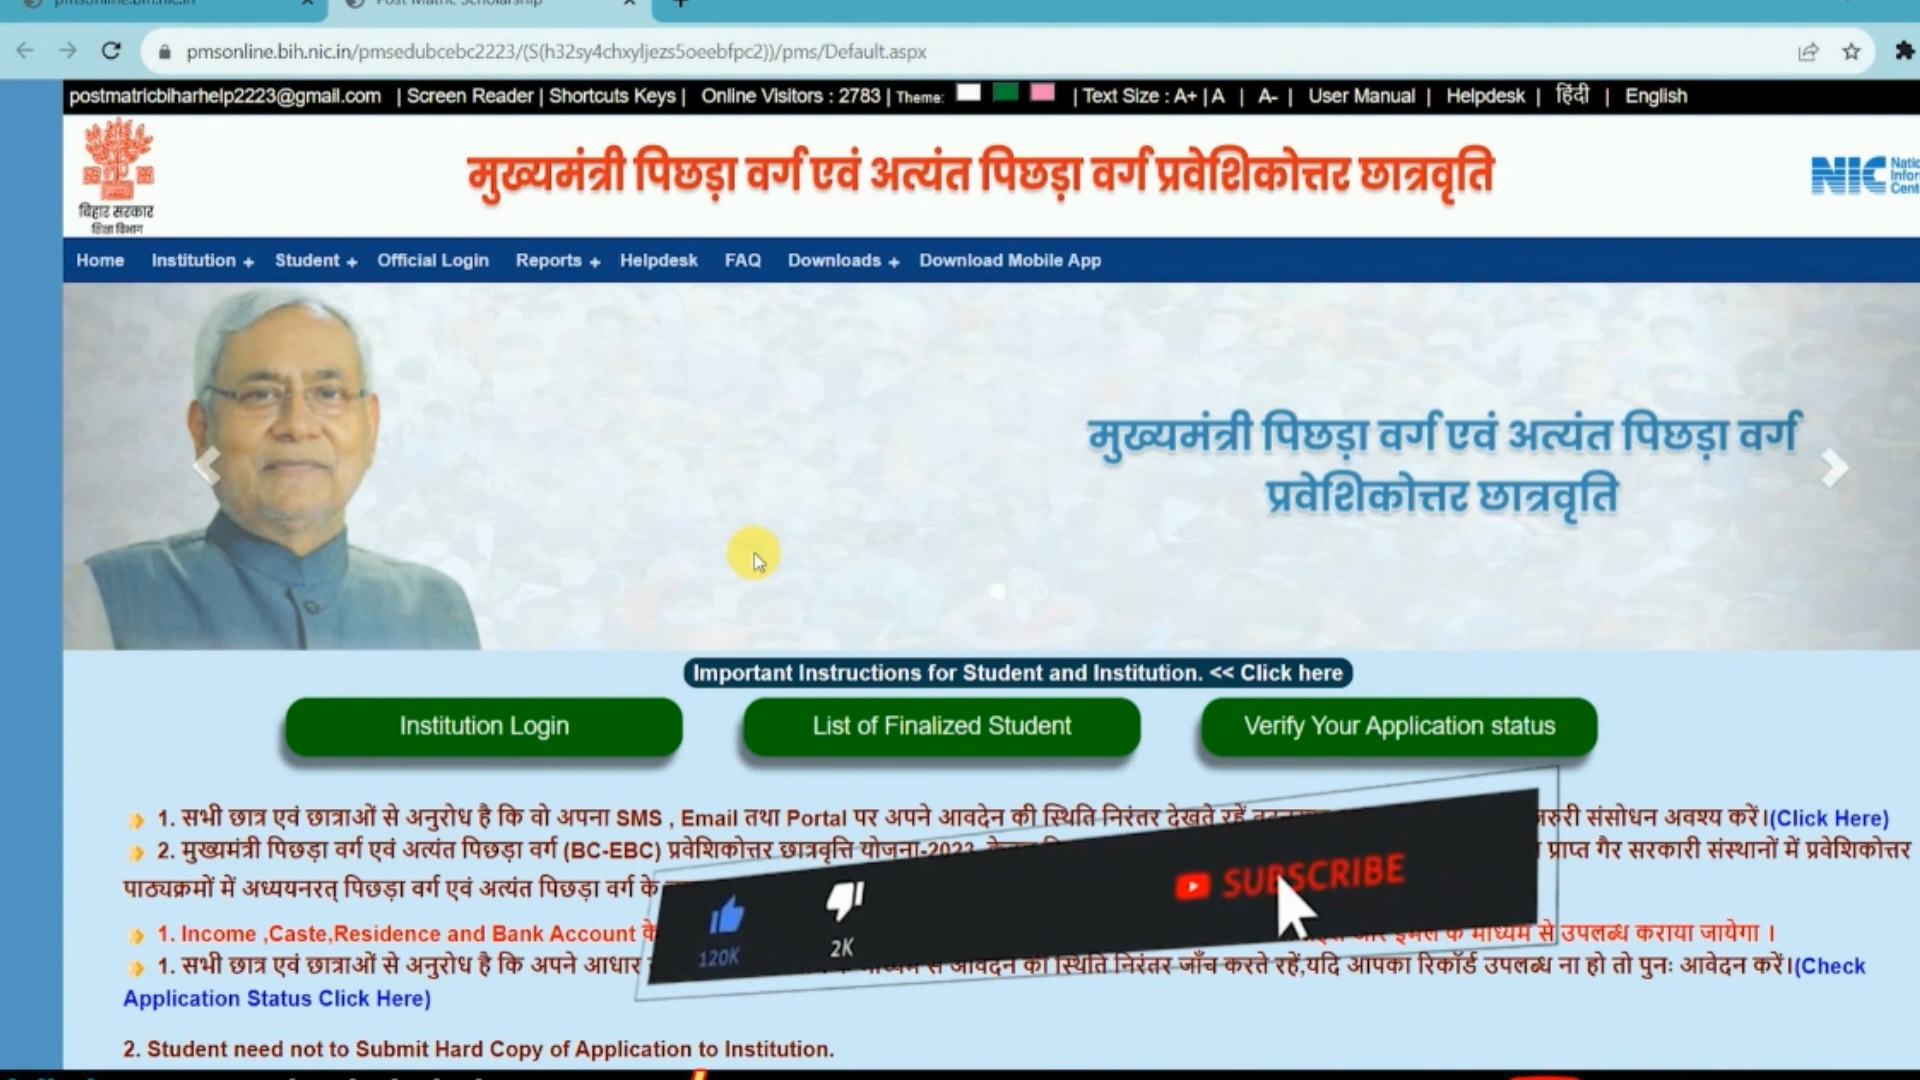 Post Matric Scholarship
pmsonline.bih.nic.in/pmsedubcebc2223/(S(h32sy4chxyljezs5oeebfpc2))/pms/Default.aspx
postmatricbiharhelp2223@gmail.com | Screen Reader | Shortcuts Keys | Online Visitors : 2783 | Theme: | Text Size : A+ | A | A- | User Manual | Helpdesk | हिंदी | English
मुख्यमंत्री पिछड़ा वर्ग एवं अत्यंत पिछड़ा वर्ग प्रवेशिकोत्तर छात्रवृति
NIC
बिहार सरकार
शिक्षा विभाग
Home Institution + Student + Official Login Reports + Helpdesk FAQ Downloads + Download Mobile App
मुख्यमंत्री पिछड़ा वर्ग एवं अत्यंत पिछड़ा वर्ग
प्रवेशिकोत्तर छात्रवृति
Important Instructions for Student and Institution. << Click here
Institution Login List of Finalized Student Verify Your Application status
1. सभी छात्र एवं छात्राओं से अनुरोध है कि वो अपना SMS , Email तथा Portal पर अपने आवदेन की स्थिति निरंतर देखते रहें जरुरी संसोधन अवश्य करें।(Click Here)
2. मुख्यमंत्री पिछड़ा वर्ग एवं अत्यंत पिछड़ा वर्ग (BC-EBC) प्रवेशिकोत्तर छात्रवृत्ति योजना-2022, प्राप्त गैर सरकारी संस्थानों में प्रवेशिकोत्तर
पाठ्यक्रमों में अध्ययनरत् पिछड़ा वर्ग एवं अत्यंत पिछड़ा वर्ग के
SUBSCRIBE
120K
2K
1. Income ,Caste,Residence and Bank Account के माध्यम से उपलब्ध कराया जायेगा ।
1. सभी छात्र एवं छात्राओं से अनुरोध है कि अपने आधार से आवेदन की स्थिति निरंतर जाँच करते रहें,यदि आपका रिकॉर्ड उपलब्ध ना हो तो पुनः आवेदन करें।(Check
Application Status Click Here)
2. Student need not to Submit Hard Copy of Application to Institution.